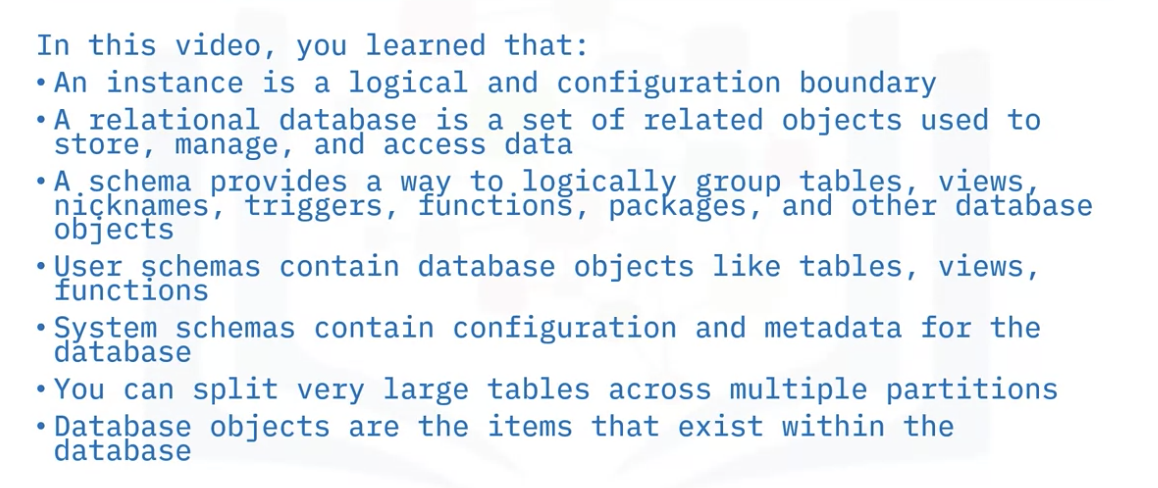 In this video, you learned that:
• An instance is a logical and configuration boundary
• A relational database is a set of related objects used to
store, manage, and access data
• A schema provides a way to logically group tables, views,
nicknames, triggers, functions, packages, and other database
objects
• User schemas contain database objects like tables, views,
functions
• System schemas contain configuration and metadata for the
database
• You can split very large tables across multiple partitions
• Database objects are the items that exist within the
database